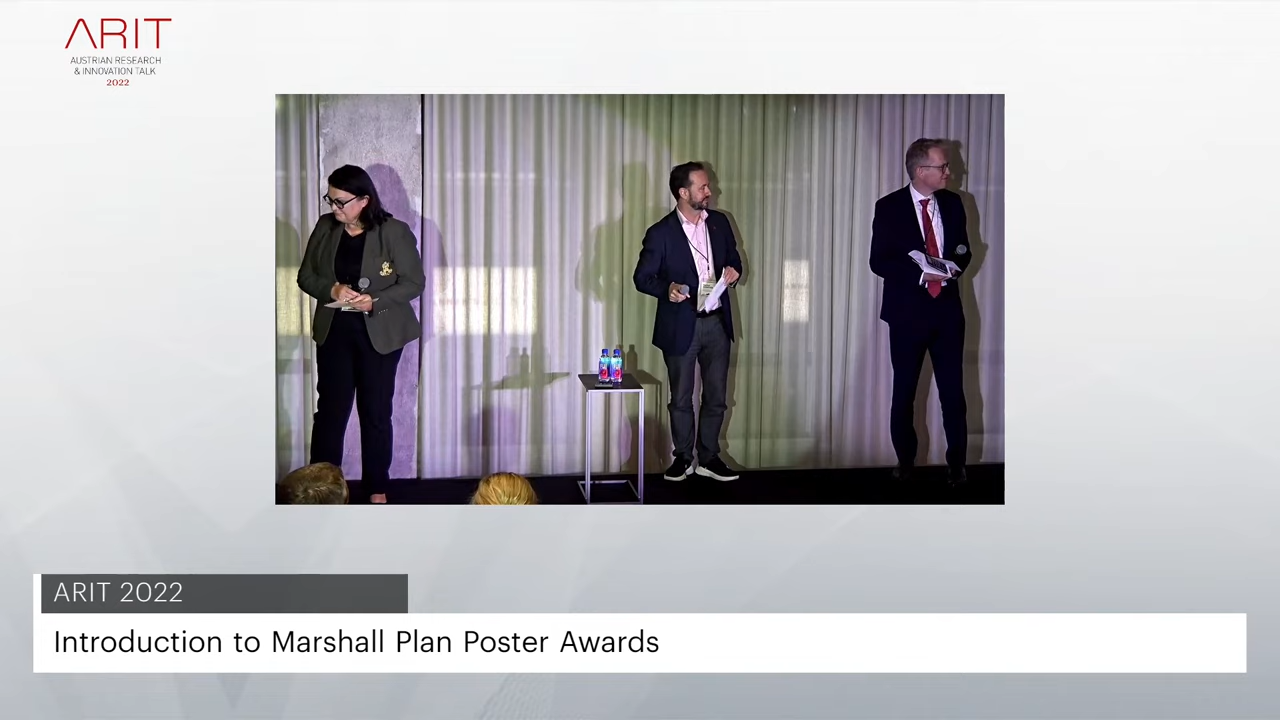 ARIT
AUSTRIAN RESEARCH
& INNOVATION TALK
2022
ARIT 2022
Introduction to Marshall Plan Poster Awards